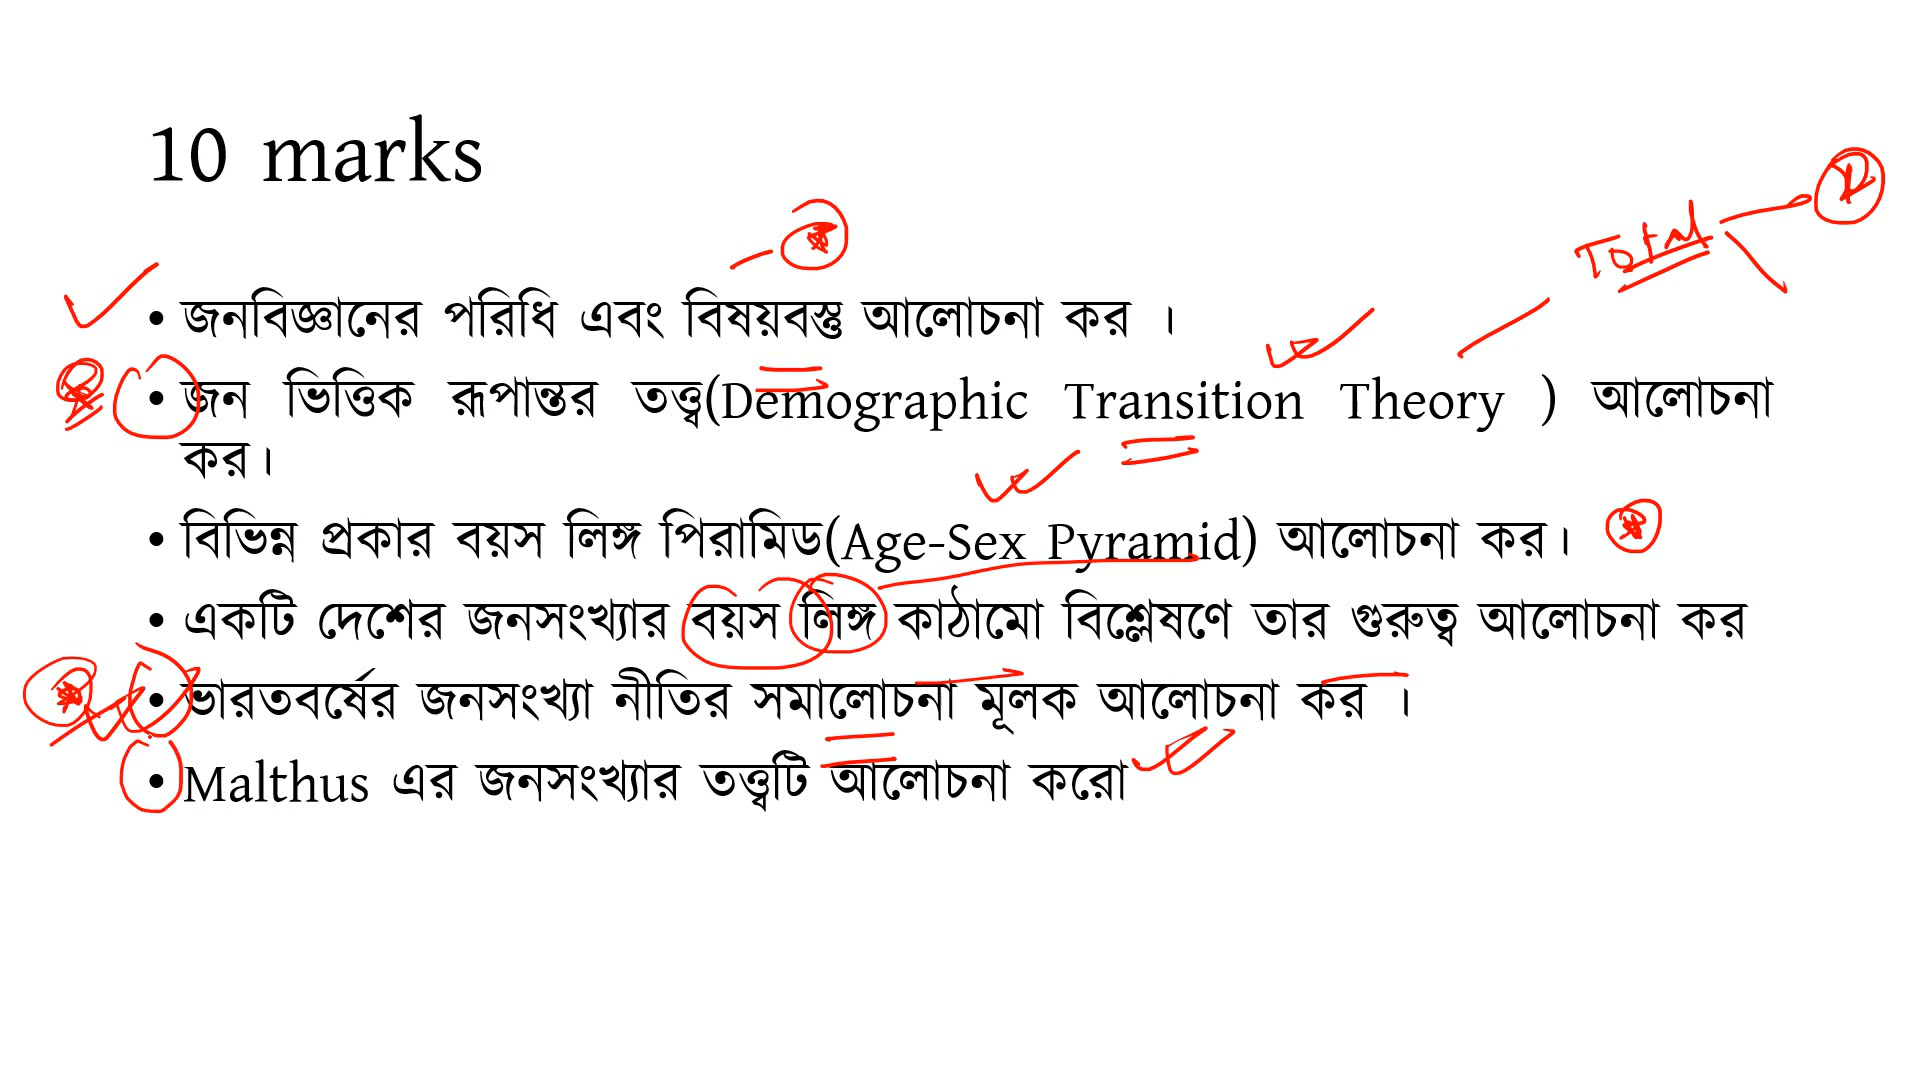 10 marks
Total
• জনবিজ্ঞানের পরিধি এবং বিষয়বস্তু আলোচনা কর ।
• জন ভিত্তিক রূপান্তর তত্ত্ব(Demographic Transition Theory ) আলোচনা
কর।
• বিভিন্ন প্রকার বয়স লিঙ্গ পিরামিড(Age-Sex Pyramid) আলোচনা কর।
• একটি দেশের জনসংখ্যার বয়স লিঙ্গ কাঠামো বিশ্লেষণে তার গুরুত্ব আলোচনা কর
• ভারতবর্ষের জনসংখ্যা নীতির সমালোচনা মূলক আলোচনা কর ।
• Malthus এর জনসংখ্যার তত্ত্বটি আলোচনা করো